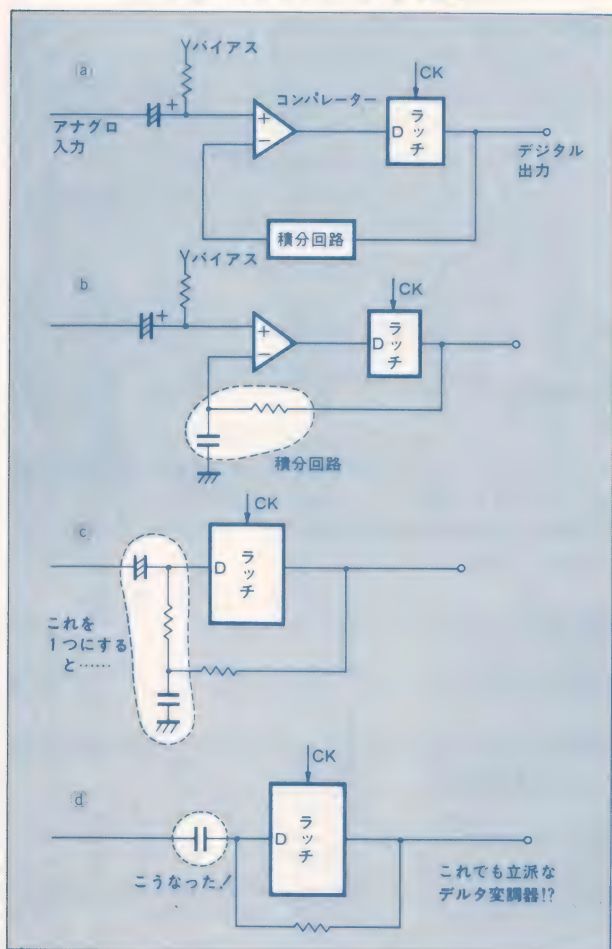 バイアス
ⓐ
CK
コンパレーター
+
アナグロ
入力
+
−
D
ラッチ
デジタル
出力
積分回路
バイアス
ⓑ
CK
+
+
−
D
ラッチ
積分回路
ⓒ
CK
D
ラッチ
これを
1つにする
と……
ⓓ
CK
D
ラッチ
こうなった!
これでも立派な
デルタ変調器!?